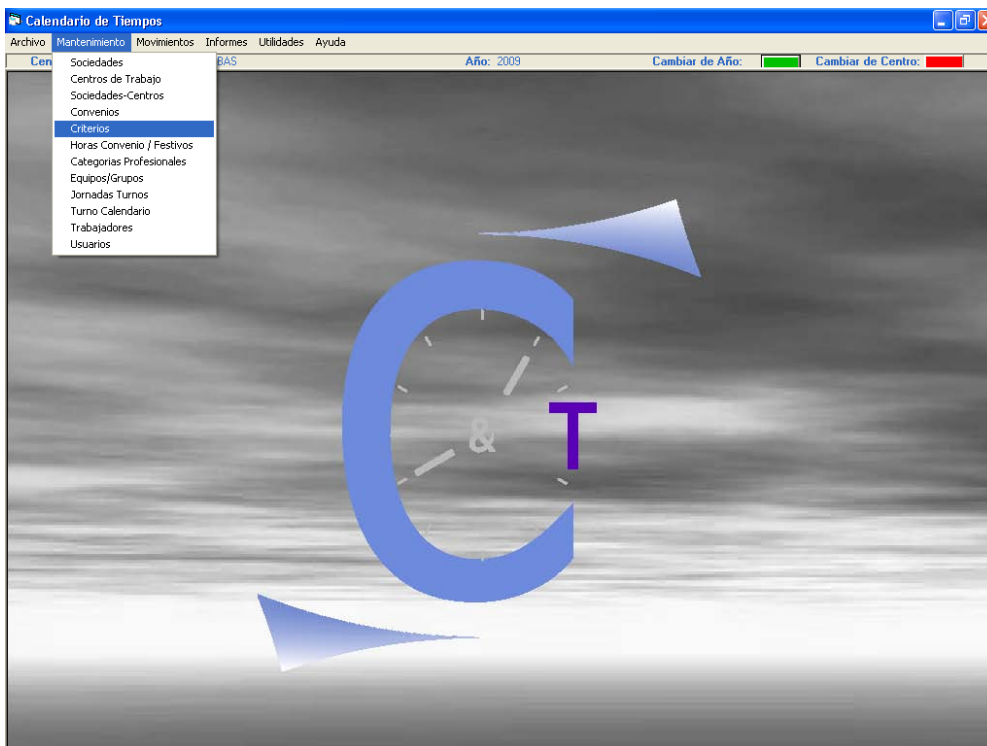 Calendario de Tiempos
Archivo Mantenimiento Movimientos Informes Utilidades Ayuda
Cen BAS Año: 2009 Cambiar de Año: Cambiar de Centro:
Sociedades
Centros de Trabajo
Sociedades-Centros
Convenios
Criterios
Horas Convenio / Festivos
Categorias Profesionales
Equipos/Grupos
Jornadas Turnos
Turno Calendario
Trabajadores
Usuarios
C
&
T